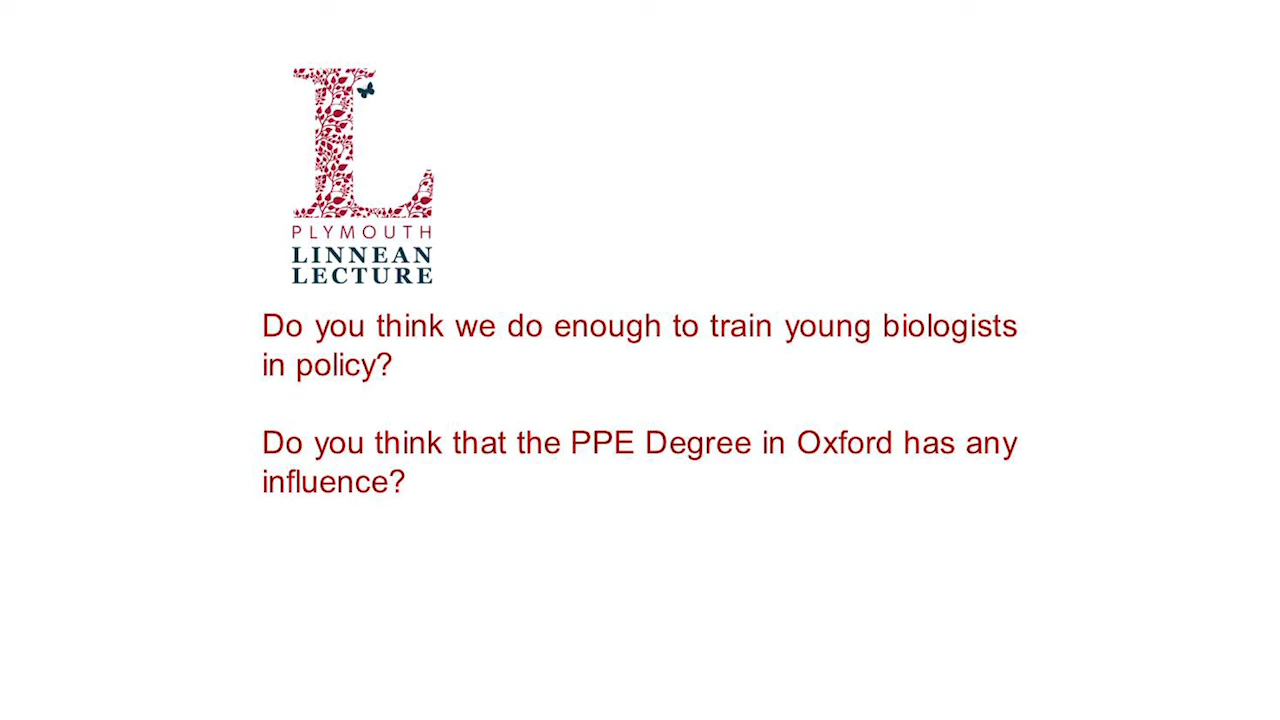 L
PLYMOUTH
LINNEAN
LECTURE
Do you think we do enough to train young biologists
in policy?
Do you think that the PPE Degree in Oxford has any
influence?